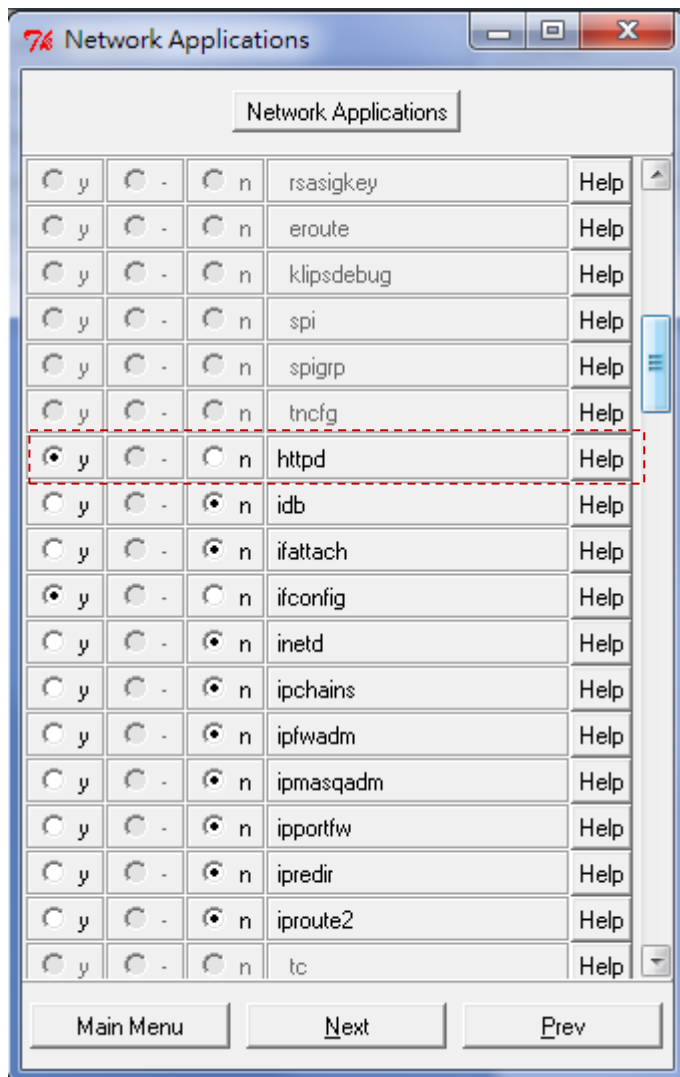 Network Applications
Network Applications
y - n rsasigkey Help
y - n eroute Help
y - n klipsdebug Help
y - n spi Help
y - n spigrp Help
y - n tncfg Help
y - n httpd Help
y - n idb Help
y - n ifattach Help
y - n ifconfig Help
y - n inetd Help
y - n ipchains Help
y - n ipfwadm Help
y - n ipmasqadm Help
y - n ipportfw Help
y - n ipredir Help
y - n iproute2 Help
y - n tc Help
Main Menu Next Prev